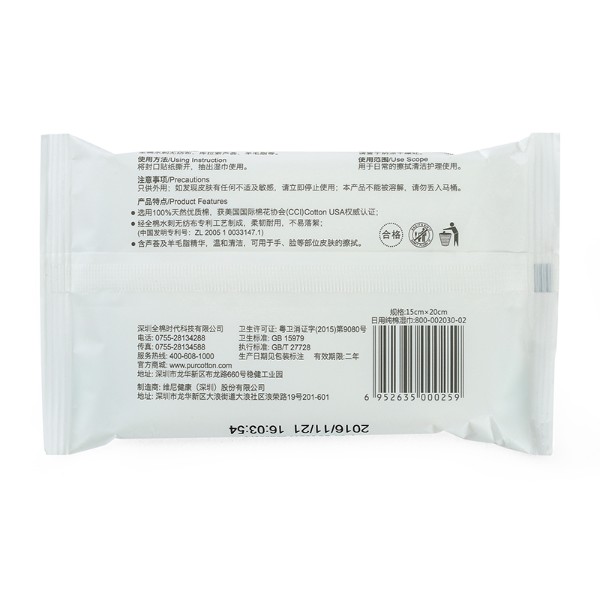 使用方法/Using Instruction
将封口贴纸撕开，抽出湿巾使用。
使用范围/Use Scope
用于日常的擦拭清洁护理使用。
注意事项/Precautions
只供外用；如发现皮肤有任何不适及敏感，请立即停止使用；本产品不能被溶解，请勿丢入马桶。
产品特点/Product Features
● 选用100%天然优质棉，获美国国际棉花协会(CCI)Cotton USA权威认证；
● 经全棉水刺无纺布专利工艺制成，柔韧耐用，不易落絮；
(中国发明专利号：ZL 2005 1 0033147.1)
● 含芦荟及羊毛脂精华，温和清洁，可用于手、脸等部位皮肤的擦拭。
合格
深圳全棉时代科技有限公司
电话: 0755-28134288
传真: 0755-28134588
服务热线: 400-608-1000
官方商城: www.purcotton.com
地址: 深圳市龙华新区布龙路660号稳健工业园
卫生许可证: 粤卫消证字(2015)第9080号
卫生标准: GB 15979
执行标准: GB/T 27728
生产日期见包装标注 有效期限:二年
制造商: 维尼健康（深圳）股份有限公司
地址: 深圳市龙华新区大浪街道大浪社区浪荣路19号201-601
规格:15cm×20cm
日用纯棉湿巾:800-002030-02
6 952635 000259
2016/11/21 16:03:54